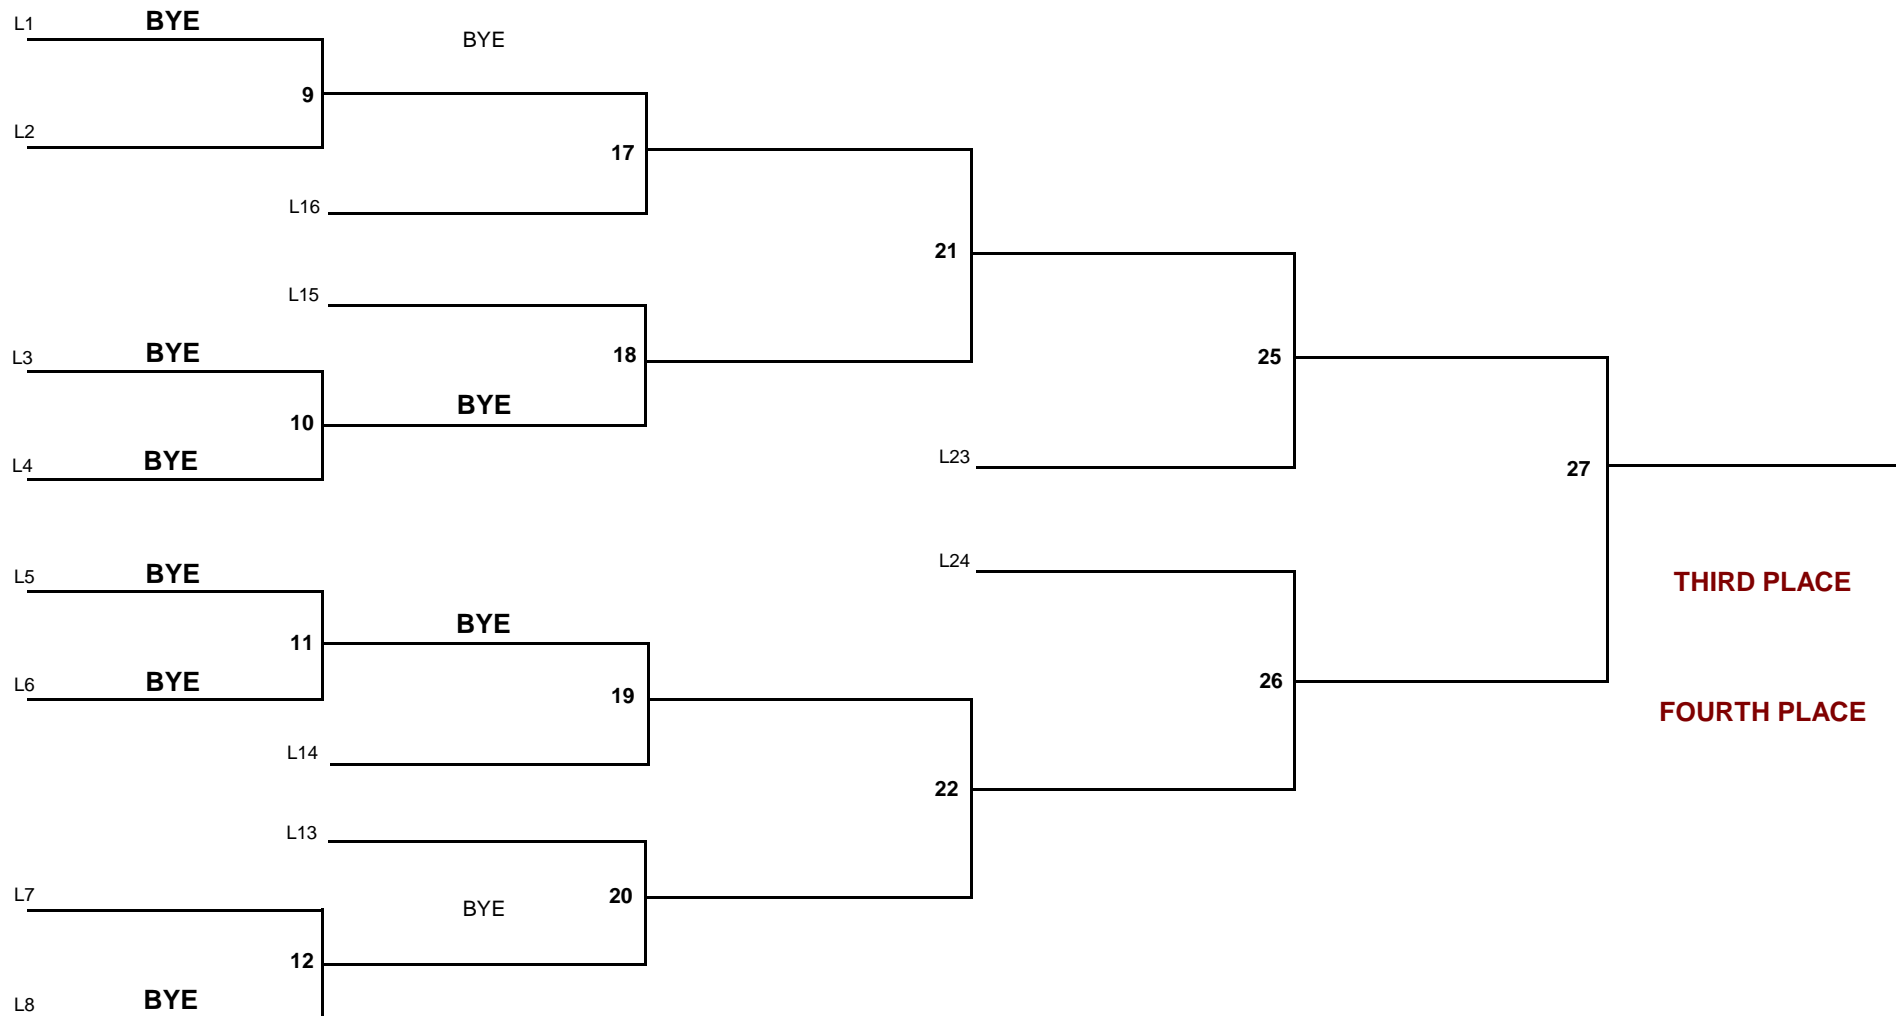 L1
BYE
BYE
9
L2
17
L16
21
L15
L3
BYE
18
25
BYE
10
L4
BYE
L23
27
L24
L5
BYE
THIRD PLACE
BYE
11
L6
BYE
19
26
FOURTH PLACE
L14
22
L13
L7
20
BYE
12
L8
BYE